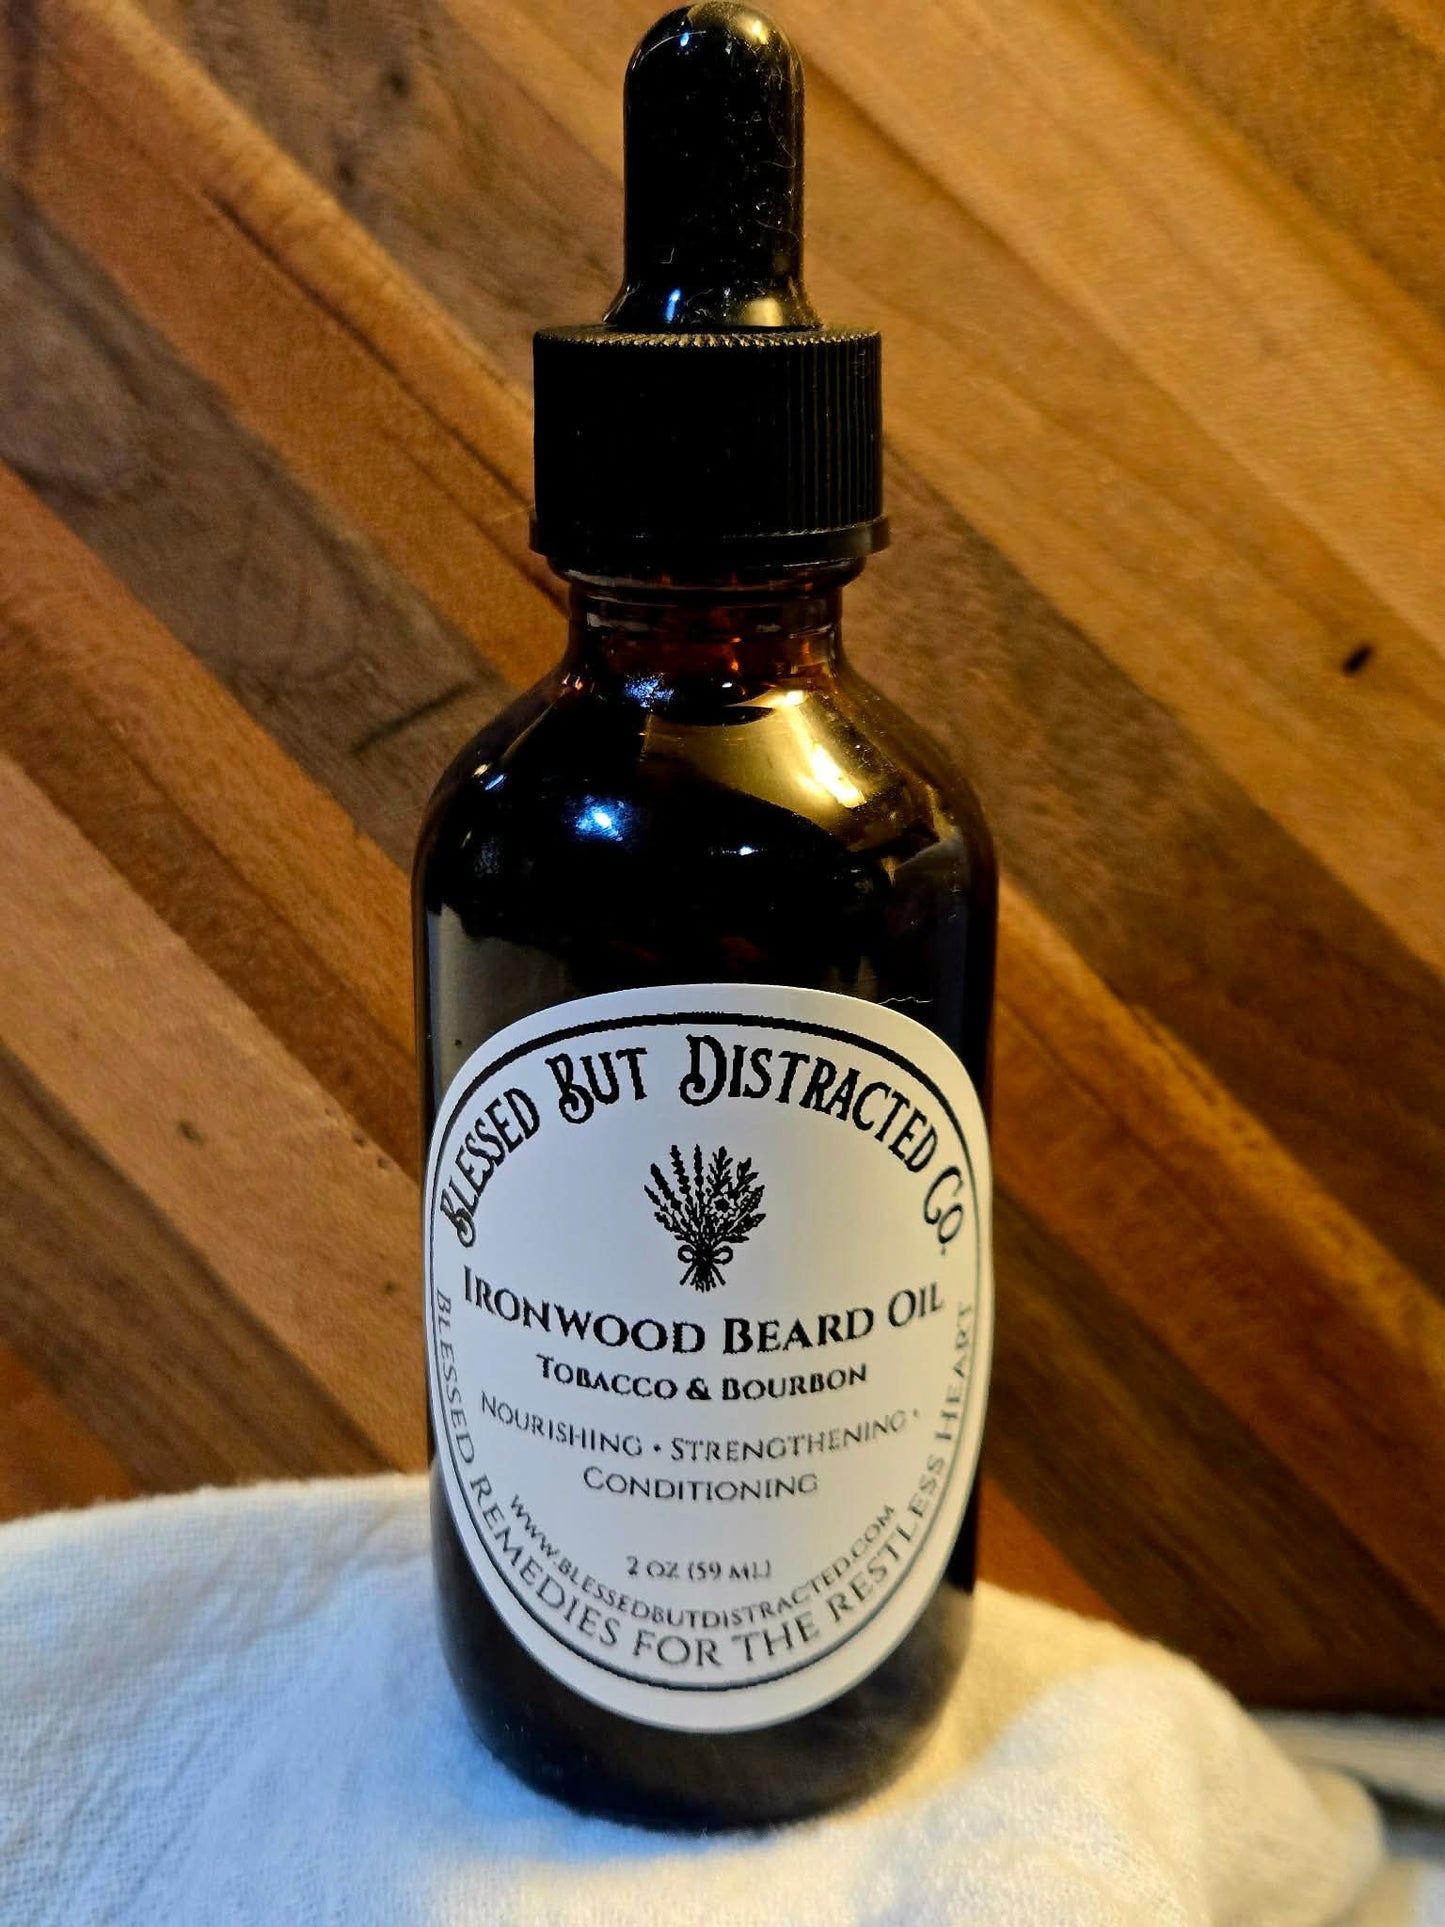 Blessed But Distracted Co.
Ironwood Beard Oil
Tobacco & Bourbon
Nourishing • Strengthening •
Conditioning
2 oz (59 mL)
www.blessedbutdistracted.com
Blessed Remedies for the Restless Heart